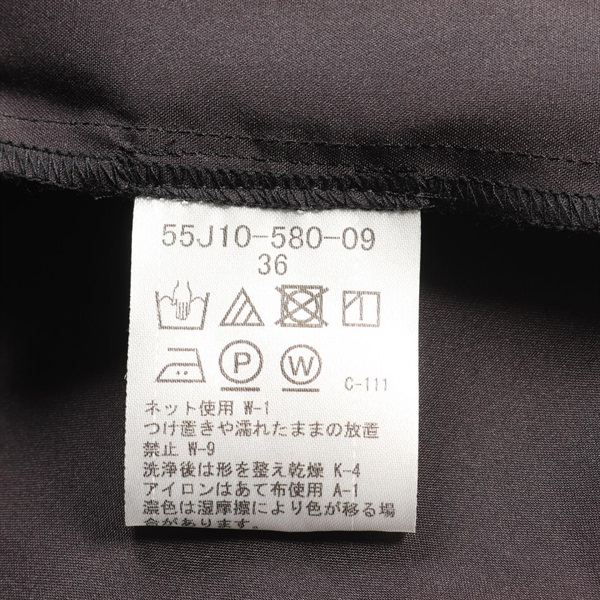 55J10-580-09
36
P W C-111
ネット使用 W-1
つけ置きや濡れたままの放置
禁止 W-9
洗浄後は形を整え乾燥 K-4
アイロンはあて布使用 A-1
濃色は湿摩擦により色が移る場
合があります。